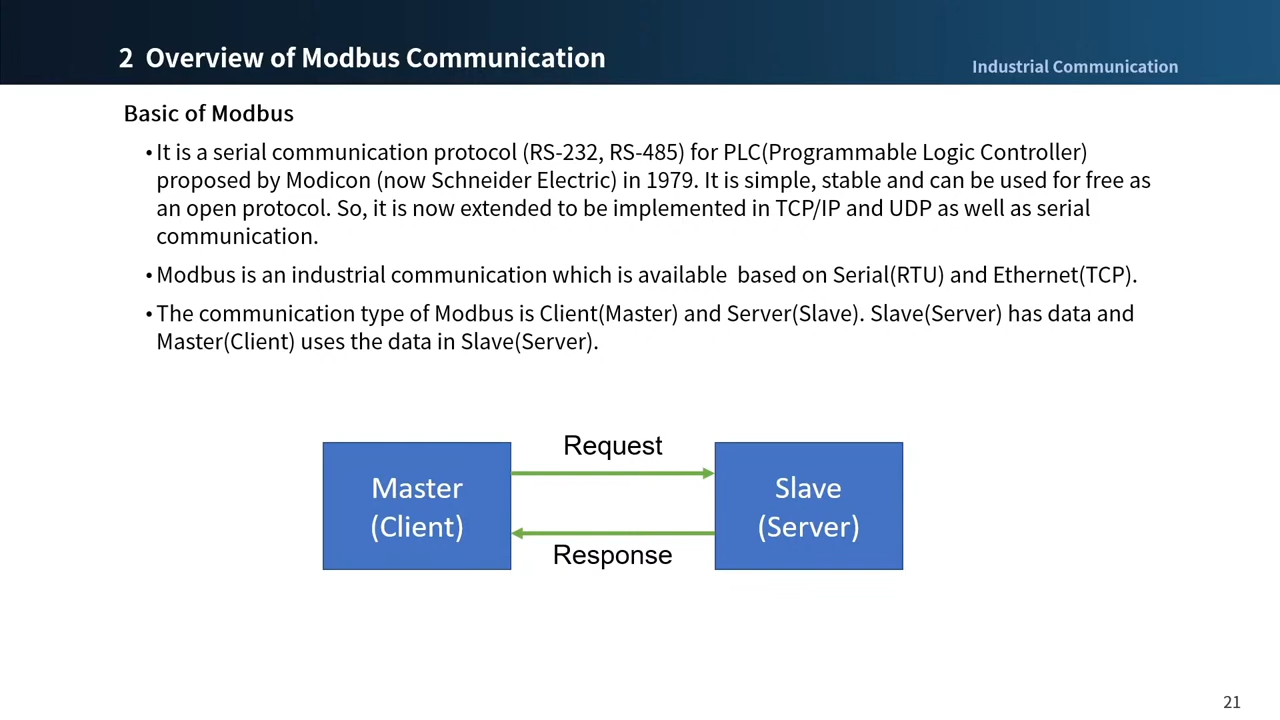 2 Overview of Modbus Communication
Industrial Communication
Basic of Modbus
• It is a serial communication protocol (RS-232, RS-485) for PLC(Programmable Logic Controller)
proposed by Modicon (now Schneider Electric) in 1979. It is simple, stable and can be used for free as
an open protocol. So, it is now extended to be implemented in TCP/IP and UDP as well as serial
communication.
• Modbus is an industrial communication which is available  based on Serial(RTU) and Ethernet(TCP).
• The communication type of Modbus is Client(Master) and Server(Slave). Slave(Server) has data and
Master(Client) uses the data in Slave(Server).
Request
Master
(Client)
Slave
(Server)
Response
21